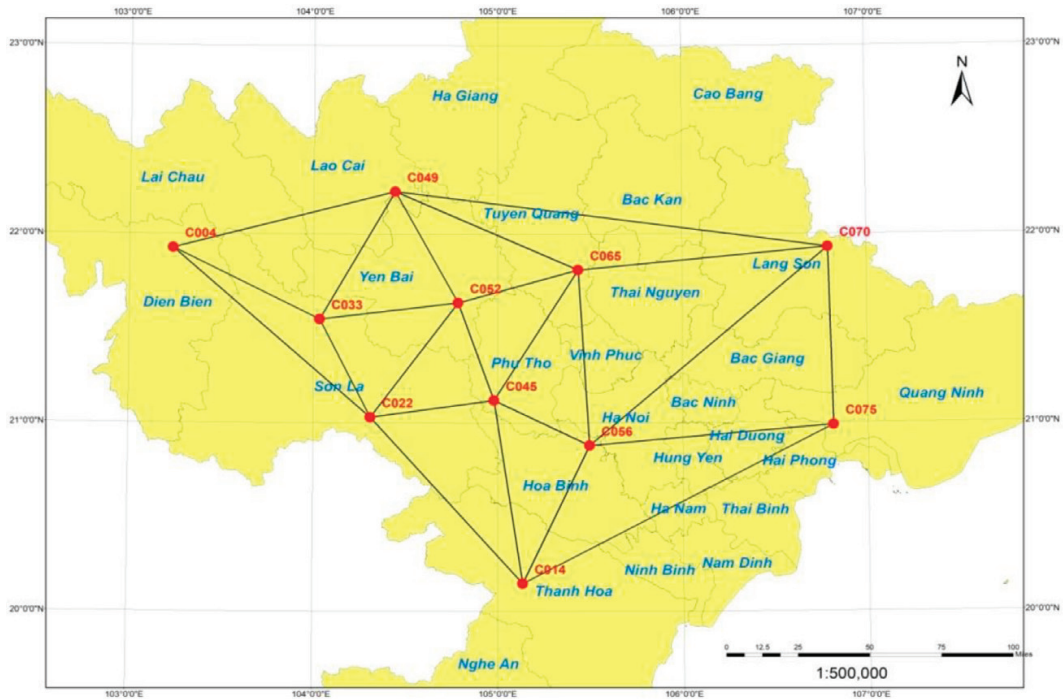 103°0'0"E 104°0'0"E 105°0'0"E 106°0'0"E 107°0'0"E
23°0'0"N 23°0'0"N
N
Ha Giang Cao Bang
Lao Cai
Lai Chau C049
Bac Kan
Tuyen Quang
22°0'0"N C004 C070 22°0'0"N
C065 Lang Son
Yen Bai
Dien Bien Thai Nguyen
C052
C033
Phu Tho Vinh Phuc Bac Giang
Son La Quang Ninh
C045 Bac Ninh
21°0'0"N C022 Ha Noi C075 21°0'0"N
C056 Hai Duong
Hung Yen Hai Phong
Hoa Binh
Ha Nam Thai Binh
C014 Ninh Binh Nam Dinh
Thanh Hoa
20°0'0"N 20°0'0"N
0 12.5 25 50 75 100
Miles
Nghe An
1:500,000
103°0'0"E 104°0'0"E 105°0'0"E 106°0'0"E 107°0'0"E